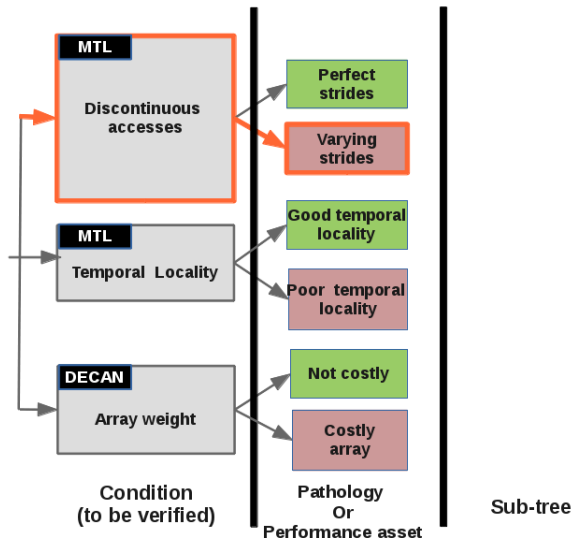 MTL
Discontinuous
accesses
Perfect
strides
Varying
strides
MTL
Temporal Locality
Good temporal
locality
Poor temporal
locality
DECAN
Array weight
Not costly
Costly
array
Condition
(to be verified)
Pathology
Or
Performance asset
Sub-tree